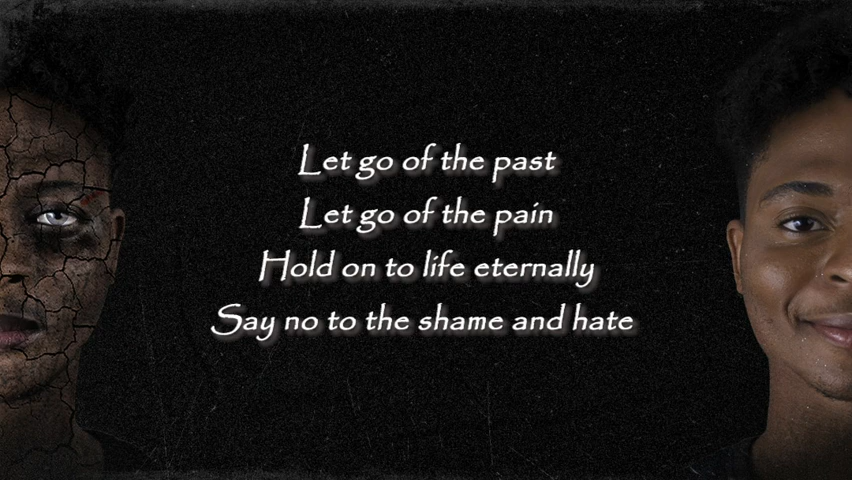 Let go of the past
Let go of the pain
Hold on to life eternally
Say no to the shame and hate